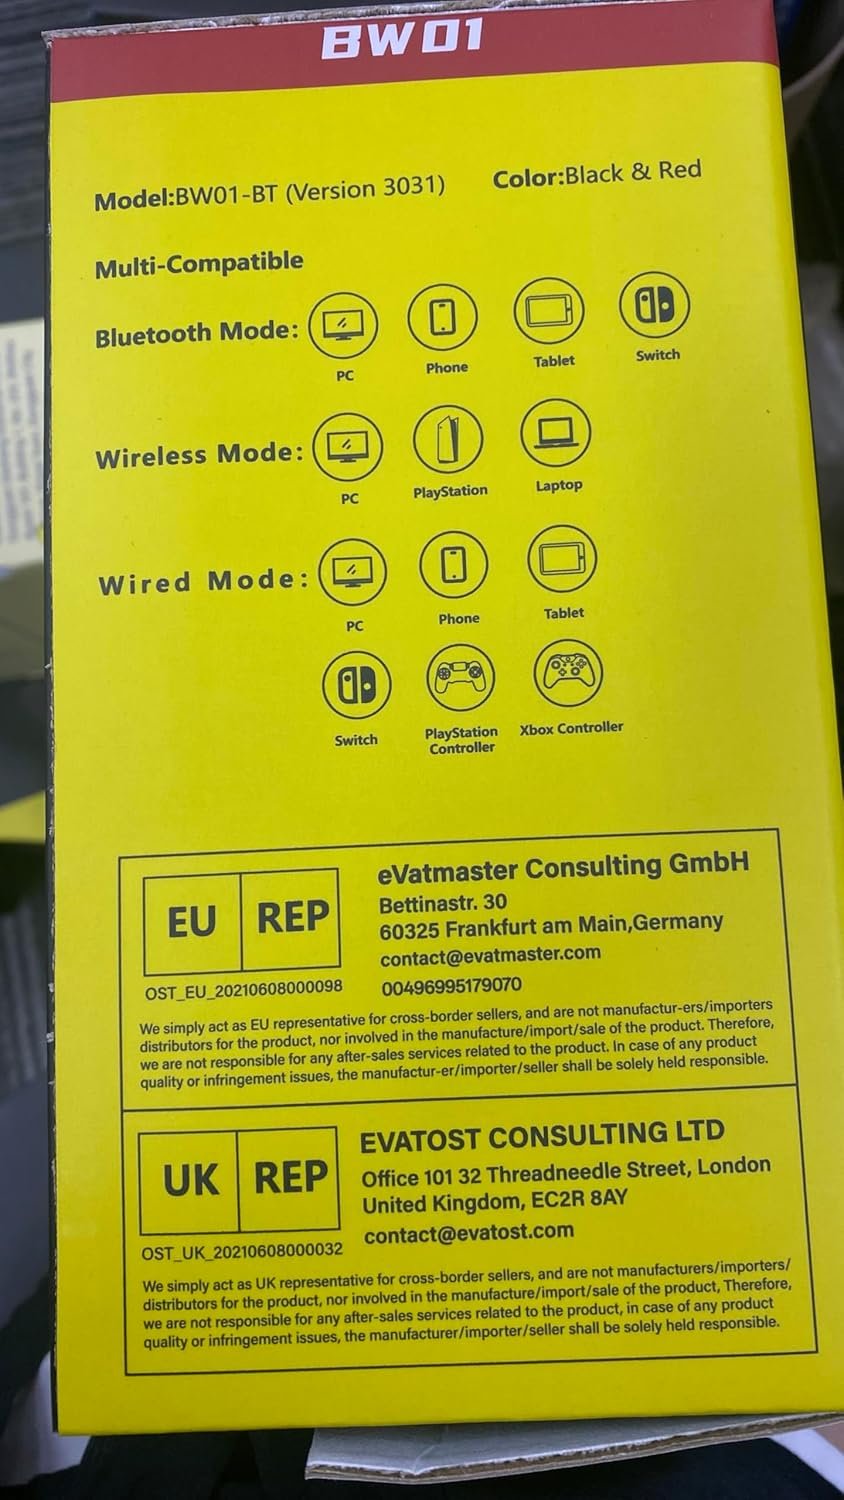 BW01
Model:BW01-BT (Version 3031) Color:Black & Red
Multi-Compatible
Bluetooth Mode:
PC Phone Tablet Switch
Wireless Mode:
PC PlayStation Laptop
Wired Mode:
PC Phone Tablet
Switch PlayStation Controller Xbox Controller
EU REP
OST_EU_20210608000098
eVatmaster Consulting GmbH
Bettinastr. 30
60325 Frankfurt am Main,Germany
contact@evatmaster.com
00496995179070
We simply act as EU representative for cross-border sellers, and are not manufactur-ers/importers
distributors for the product, nor involved in the manufacture/import/sale of the product. Therefore,
we are not responsible for any after-sales services related to the product. In case of any product
quality or infringement issues, the manufactur-er/importer/seller shall be solely held responsible.
UK REP
OST_UK_20210608000032
EVATOST CONSULTING LTD
Office 101 32 Threadneedle Street, London
United Kingdom, EC2R 8AY
contact@evatost.com
We simply act as UK representative for cross-border sellers, and are not manufacturers/importers/
distributors for the product, nor involved in the manufacture/import/sale of the product, Therefore,
we are not responsible for any after-sales services related to the product, in case of any product
quality or infringement issues, the manufacturer/importer/seller shall be solely held responsible.